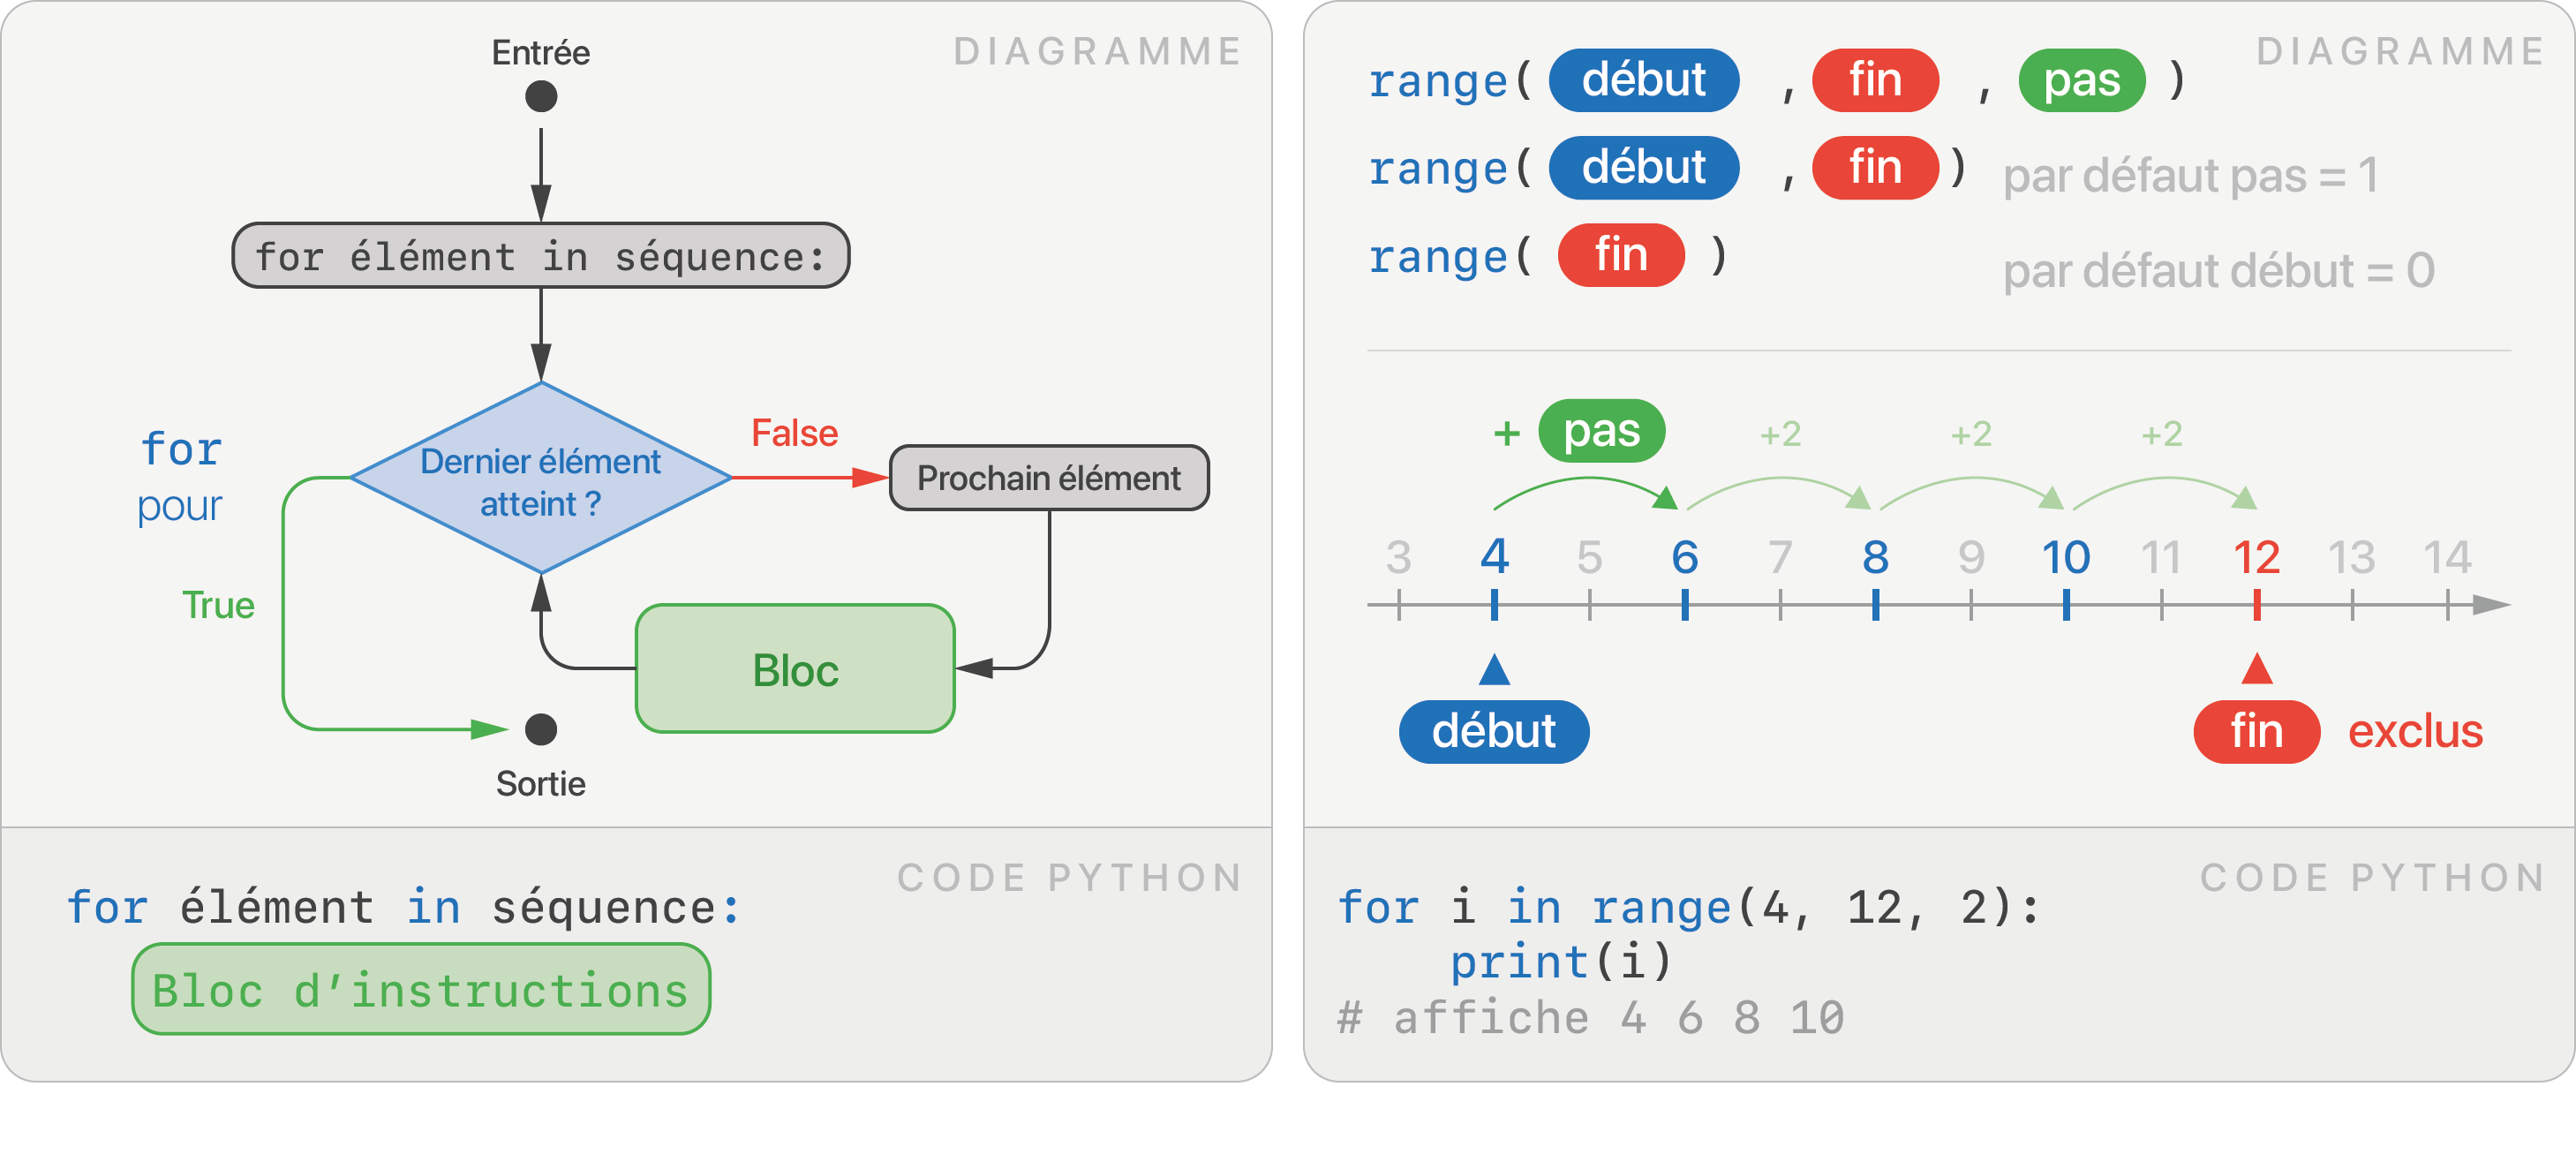 DIAGRAMME
Entrée
for élément in séquence:
for
pour
Dernier élément
atteint ?
False
Prochain élément
True
Bloc
Sortie
CODE PYTHON
for élément in séquence:
Bloc d’instructions
DIAGRAMME
range( début , fin , pas )
range( début , fin ) par défaut pas = 1
range( fin ) par défaut début = 0
+ pas +2 +2 +2
3 4 5 6 7 8 9 10 11 12 13 14
début fin exclus
CODE PYTHON
for i in range(4, 12, 2):
print(i)
# affiche 4 6 8 10